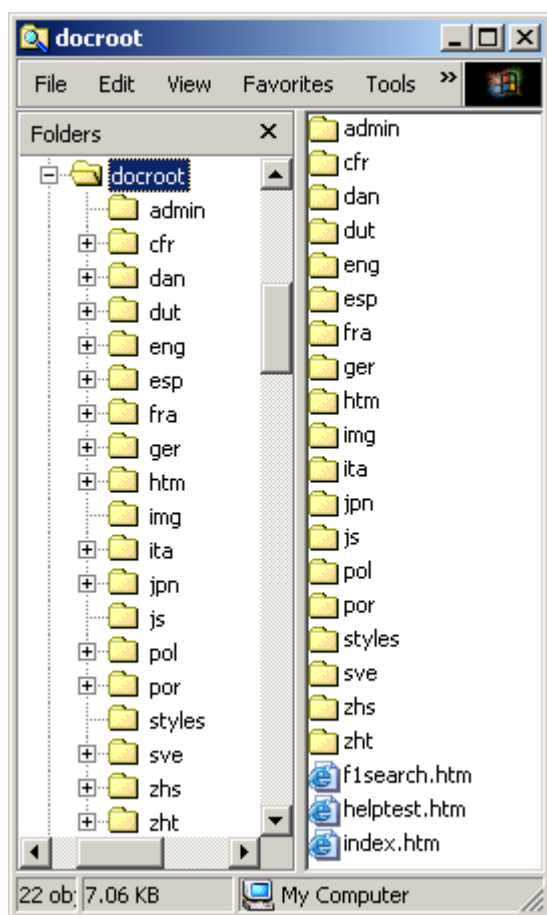 docroot
File Edit View Favorites Tools »
Folders
docroot
admin
cfr
dan
dut
eng
esp
fra
ger
htm
img
ita
jpn
js
pol
por
styles
sve
zhs
zht
admin
cfr
dan
dut
eng
esp
fra
ger
htm
img
ita
jpn
js
pol
por
styles
sve
zhs
zht
f1search.htm
helptest.htm
index.htm
22 obj 7.06 KB My Computer